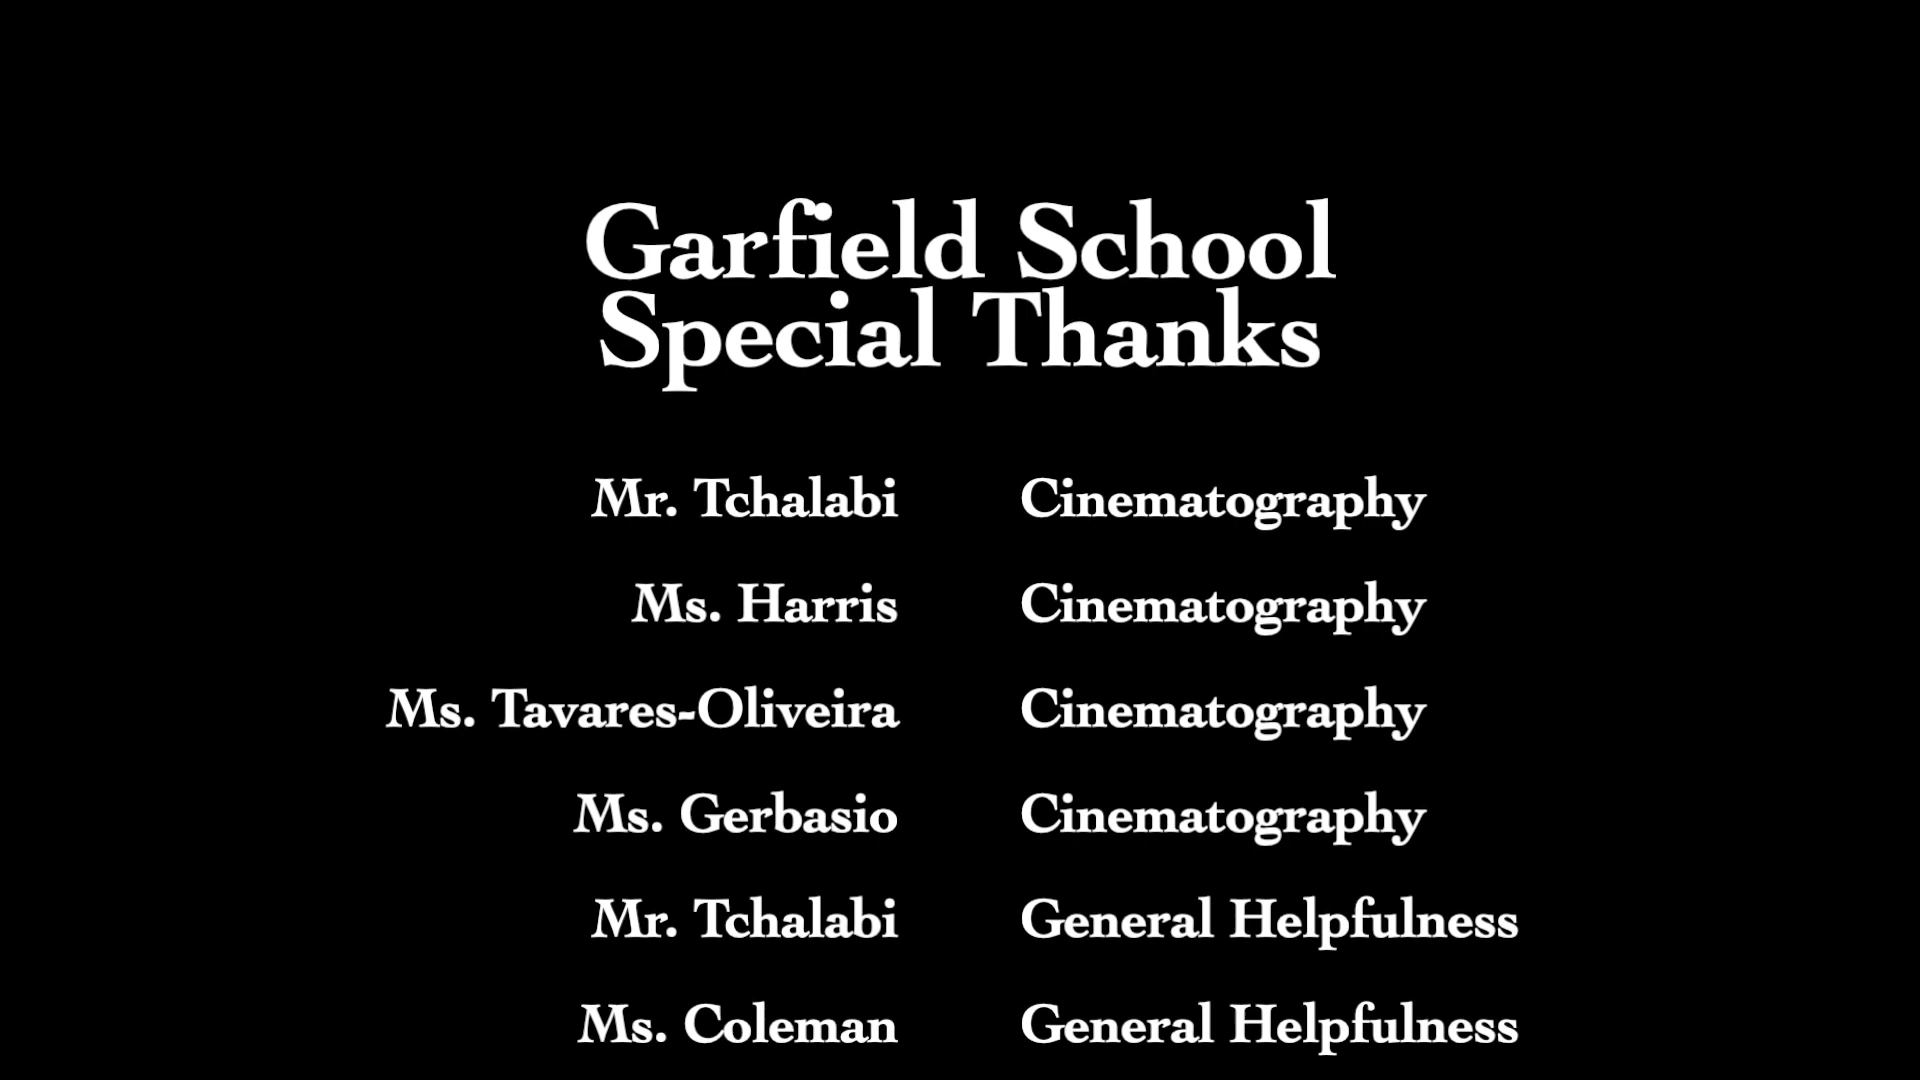 Garfield School
Special Thanks
Mr. Tchalabi Cinematography
Ms. Harris Cinematography
Ms. Tavares-Oliveira Cinematography
Ms. Gerbasio Cinematography
Mr. Tchalabi General Helpfulness
Ms. Coleman General Helpfulness